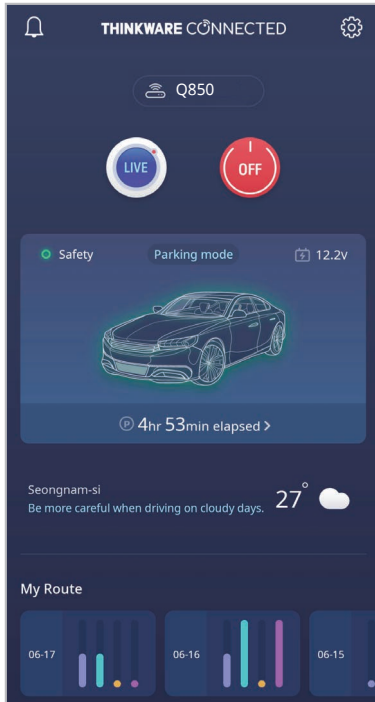 THINKWARE CONNECTED
Q850
LIVE
OFF
Safety
Parking mode
12.2v
P 4hr 53min elapsed >
Seongnam-si
27°
Be more careful when driving on cloudy days.
My Route
06-17
06-16
06-15